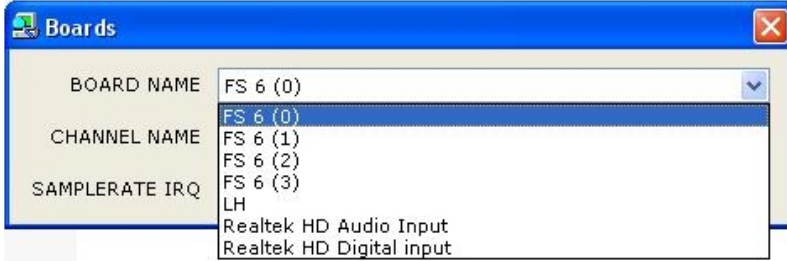 Boards
BOARD NAME FS 6 (0)
FS 6 (0)
CHANNEL NAME FS 6 (1)
FS 6 (2)
SAMPLERATE IRQ FS 6 (3)
LH
Realtek HD Audio Input
Realtek HD Digital input